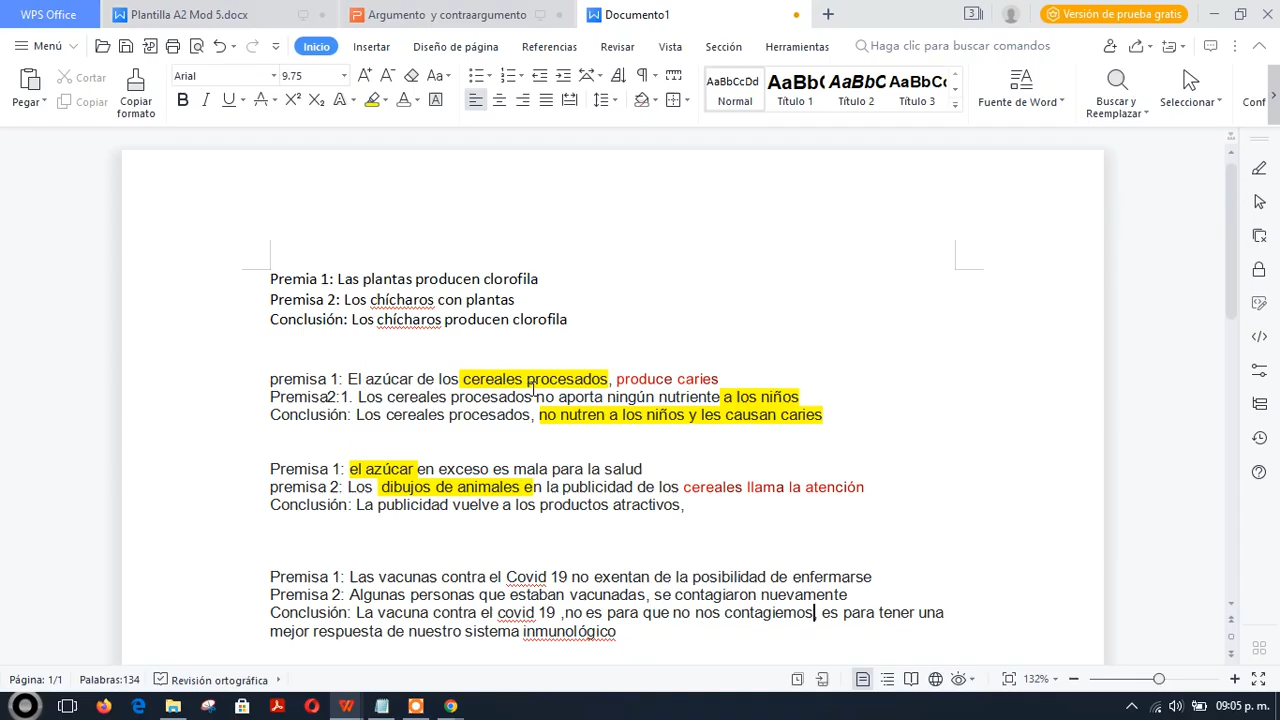 WPS Office
Plantilla A2 Mod 5.docx
Argumento y contraargumento
Documento1
3
Versión de prueba gratis
Menú
Inicio
Insertar
Diseño de página
Referencias
Revisar
Vista
Sección
Herramientas
Haga clic para buscar comandos
Pegar
Cortar
Copiar
Copiar formato
Arial
9.75
AaBbCcDd
Normal
AaBb(
Título 1
AaBbC
Título 2
AaBbCc
Título 3
Fuente de Word
Buscar y Reemplazar
Seleccionar
Conf
Premia 1: Las plantas producen clorofila
Premisa 2: Los chícharos con plantas
Conclusión: Los chícharos producen clorofila
premisa 1: El azúcar de los cereales procesados, produce caries
Premisa2:1. Los cereales procesados no aporta ningún nutriente a los niños
Conclusión: Los cereales procesados, no nutren a los niños y les causan caries
Premisa 1: el azúcar en exceso es mala para la salud
premisa 2: Los dibujos de animales en la publicidad de los cereales llama la atención
Conclusión: La publicidad vuelve a los productos atractivos,
Premisa 1: Las vacunas contra el Covid 19 no exentan de la posibilidad de enfermarse
Premisa 2: Algunas personas que estaban vacunadas, se contagiaron nuevamente
Conclusión: La vacuna contra el covid 19 ,no es para que no nos contagiemos, es para tener una
mejor respuesta de nuestro sistema inmunológico
Página: 1/1
Palabras:134
Revisión ortográfica
132%
09:05 p. m.